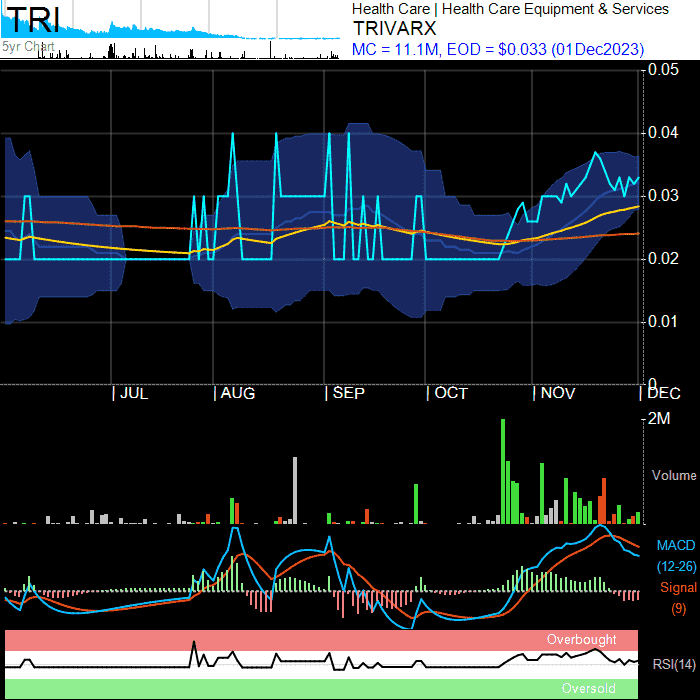 TRI
5yr Chart
Health Care | Health Care Equipment & Services
TRIVARX
MC = 11.1M, EOD = $0.033 (01Dec2023)
0.05
0.04
0.03
0.02
0.01
0
JUL
AUG
SEP
OCT
NOV
DEC
2M
Volume
MACD
(12-26)
Signal
(9)
Overbought
RSI(14)
Oversold